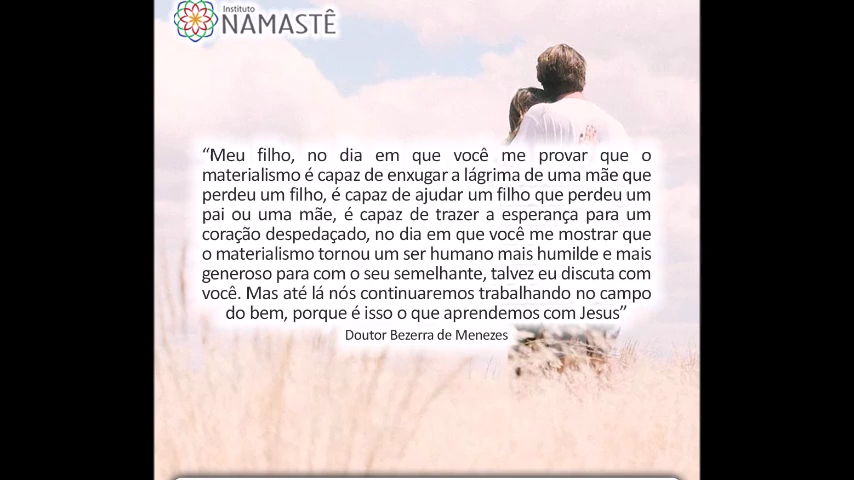 Instituto
NAMASTÊ
“Meu filho, no dia em que você me provar que o
materialismo é capaz de enxugar a lágrima de uma mãe que
perdeu um filho, é capaz de ajudar um filho que perdeu um
pai ou uma mãe, é capaz de trazer a esperança para um
coração despedaçado, no dia em que você me mostrar que
o materialismo tornou um ser humano mais humilde e mais
generoso para com o seu semelhante, talvez eu discuta com
você. Mas até lá nós continuaremos trabalhando no campo
do bem, porque é isso o que aprendemos com Jesus”
Doutor Bezerra de Menezes